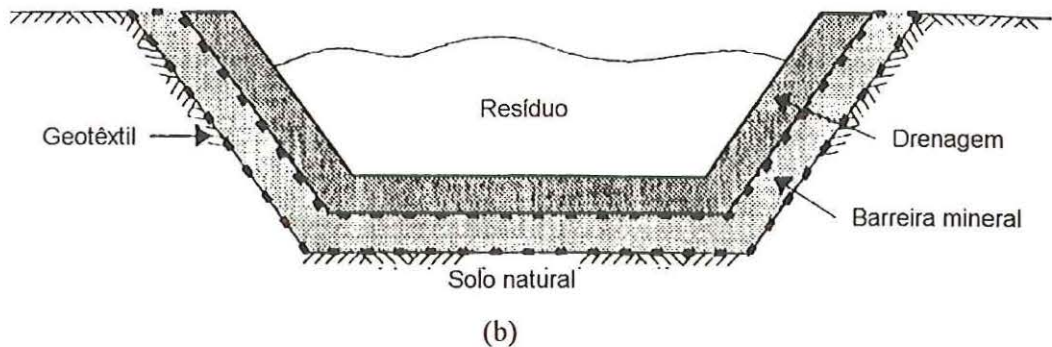 Resíduo
Geotêxtil
Drenagem
Barreira mineral
Solo natural
(b)